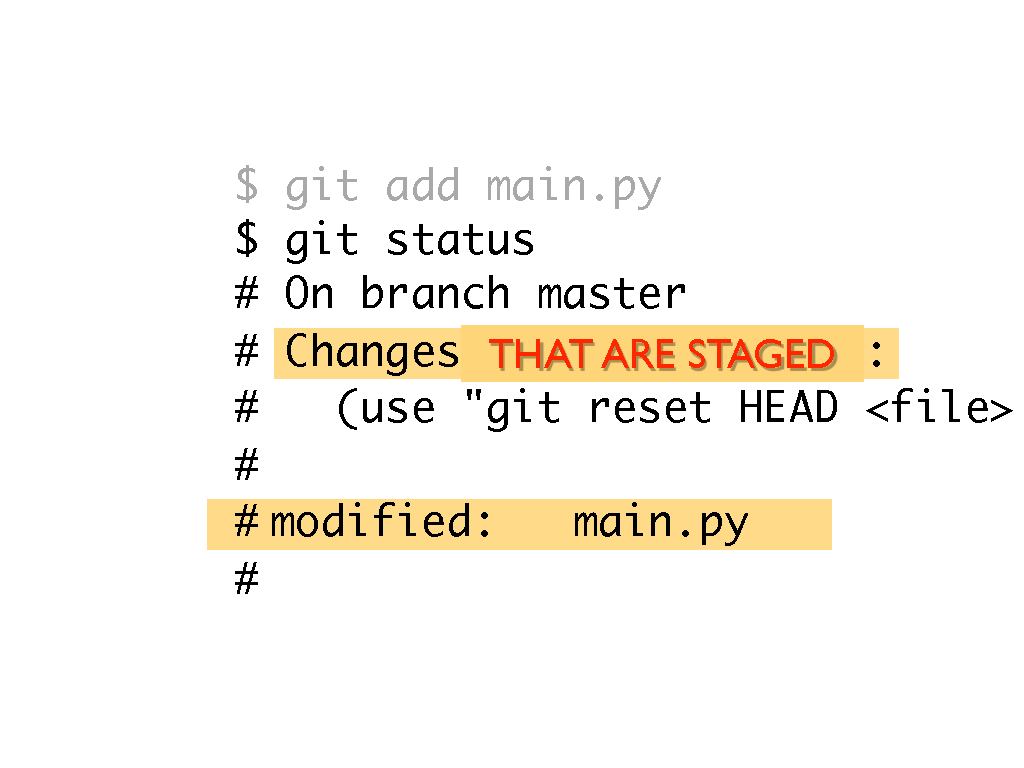 $ git add main.py
$ git status
# On branch master
# Changes THAT ARE STAGED :
#   (use "git reset HEAD <file>
#
# modified:   main.py
#